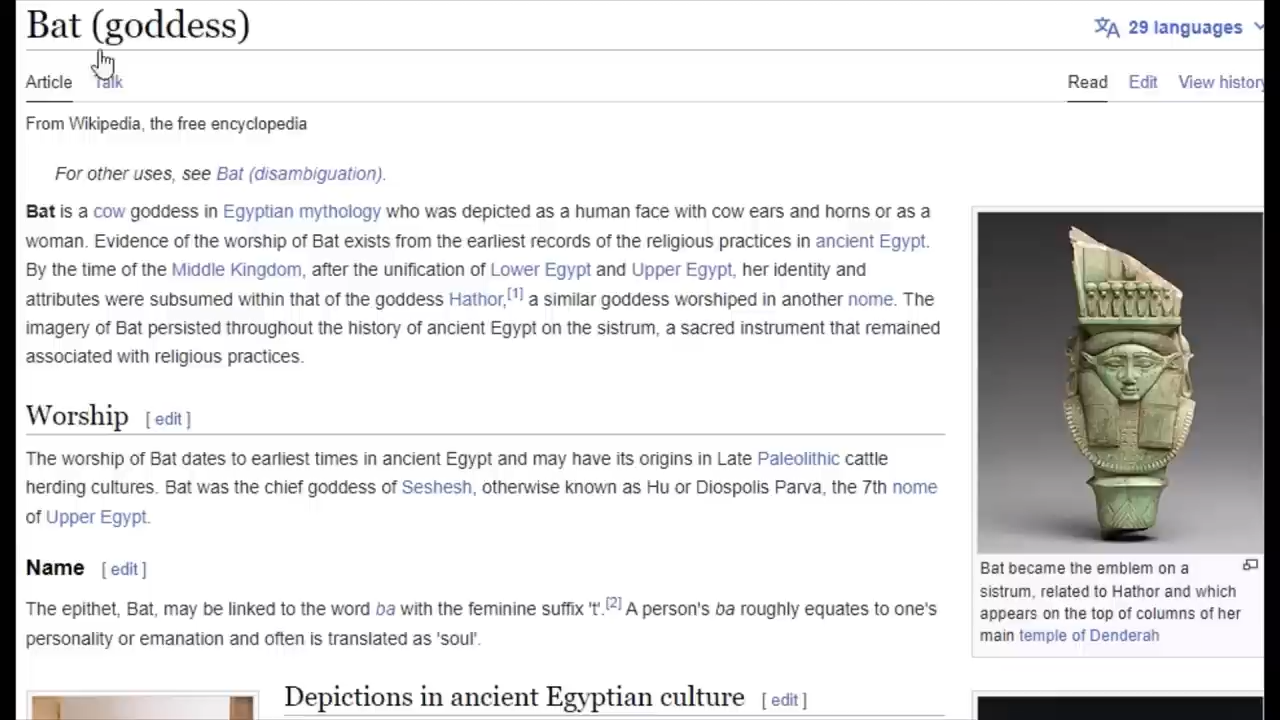 Bat (goddess)
29 languages
Article Talk
Read Edit View history
From Wikipedia, the free encyclopedia
For other uses, see Bat (disambiguation).
Bat is a cow goddess in Egyptian mythology who was depicted as a human face with cow ears and horns or as a
woman. Evidence of the worship of Bat exists from the earliest records of the religious practices in ancient Egypt.
By the time of the Middle Kingdom, after the unification of Lower Egypt and Upper Egypt, her identity and
attributes were subsumed within that of the goddess Hathor,[1] a similar goddess worshiped in another nome. The
imagery of Bat persisted throughout the history of ancient Egypt on the sistrum, a sacred instrument that remained
associated with religious practices.
Worship [ edit ]
The worship of Bat dates to earliest times in ancient Egypt and may have its origins in Late Paleolithic cattle
herding cultures. Bat was the chief goddess of Seshesh, otherwise known as Hu or Diospolis Parva, the 7th nome
of Upper Egypt.
Name [ edit ]
The epithet, Bat, may be linked to the word ba with the feminine suffix 't'.[2] A person's ba roughly equates to one's
personality or emanation and often is translated as 'soul'.
Bat became the emblem on a
sistrum, related to Hathor and which
appears on the top of columns of her
main temple of Denderah
Depictions in ancient Egyptian culture [ edit ]